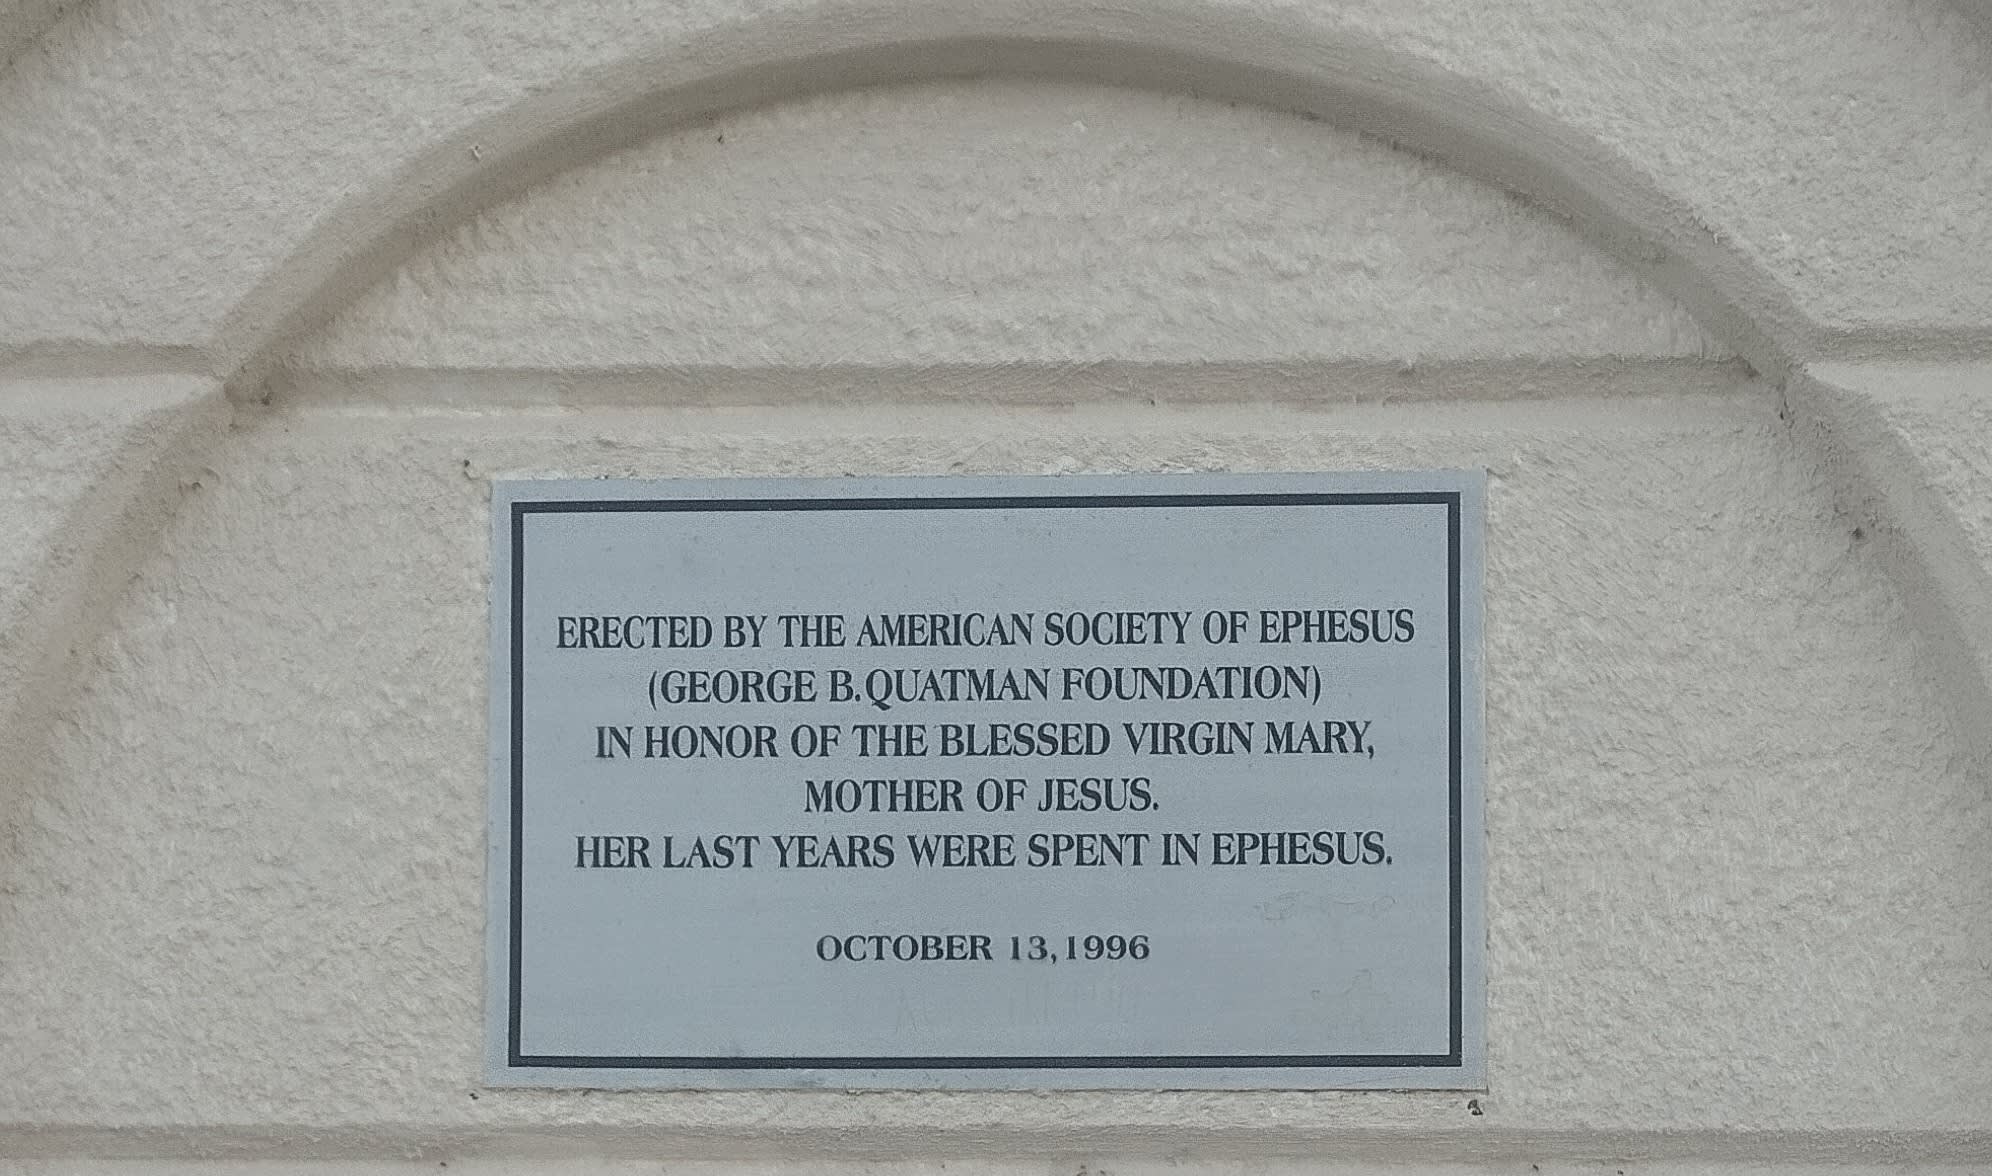 ERECTED BY THE AMERICAN SOCIETY OF EPHESUS
(GEORGE B. QUATMAN FOUNDATION)
IN HONOR OF THE BLESSED VIRGIN MARY,
MOTHER OF JESUS.
HER LAST YEARS WERE SPENT IN EPHESUS.
OCTOBER 13, 1996